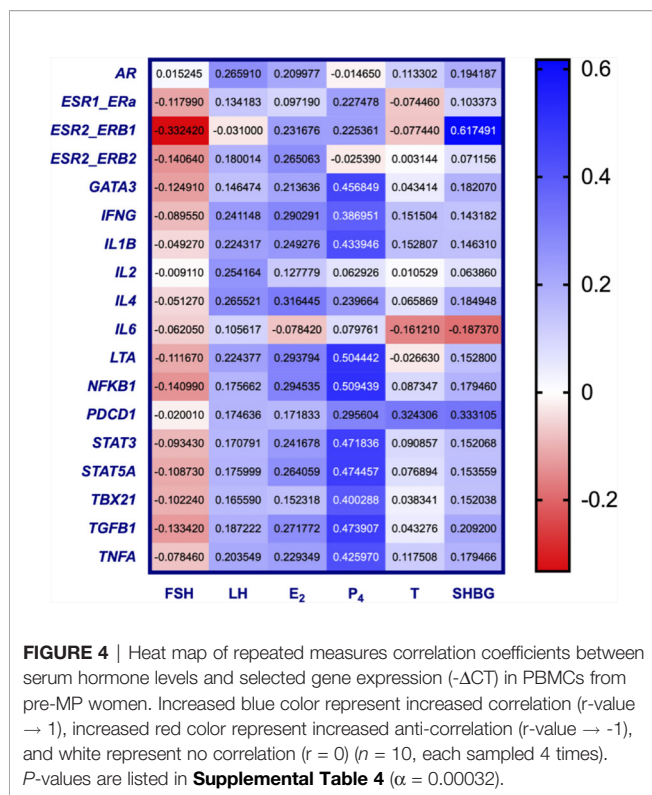 AR 0.015245 0.265910 0.209977 -0.014650 0.113302 0.194187
ESR1_ERa -0.117990 0.134183 0.097190 0.227478 -0.074460 0.103373
ESR2_ERB1 -0.332420 -0.031000 0.231676 0.225361 -0.077440 0.617491
ESR2_ERB2 -0.140640 0.180014 0.265063 -0.025390 0.003144 0.071156
GATA3 -0.124910 0.146474 0.213636 0.456849 0.043414 0.182070
IFNG -0.089550 0.241148 0.290291 0.386951 0.151504 0.143182
IL1B -0.049270 0.224317 0.249276 0.433946 0.152807 0.146310
IL2 -0.009110 0.254164 0.127779 0.062926 0.010529 0.063860
IL4 -0.051270 0.265521 0.316445 0.239664 0.065869 0.184948
IL6 -0.062050 0.105617 -0.078420 0.079761 -0.161210 -0.187370
LTA -0.111670 0.224377 0.293794 0.504442 -0.026630 0.152800
NFKB1 -0.140990 0.175662 0.294535 0.509439 0.087347 0.179460
PDCD1 -0.020010 0.174636 0.171833 0.295604 0.324306 0.333105
STAT3 -0.093430 0.170791 0.241678 0.471836 0.090857 0.152068
STAT5A -0.108730 0.175999 0.264059 0.474457 0.076894 0.153559
TBX21 -0.102240 0.165590 0.152318 0.400288 0.038341 0.152038
TGFB1 -0.133420 0.187222 0.271772 0.473907 0.043276 0.209200
TNFA -0.078460 0.203549 0.229349 0.425970 0.117508 0.179466
FSH LH E₂ P₄ T SHBG
0.6
0.4
0.2
0
-0.2
FIGURE 4 | Heat map of repeated measures correlation coefficients between
serum hormone levels and selected gene expression (-ΔCT) in PBMCs from
pre-MP women. Increased blue color represent increased correlation (r-value
→ 1), increased red color represent increased anti-correlation (r-value → -1),
and white represent no correlation (r = 0) (n = 10, each sampled 4 times).
P-values are listed in Supplemental Table 4 (α = 0.00032).